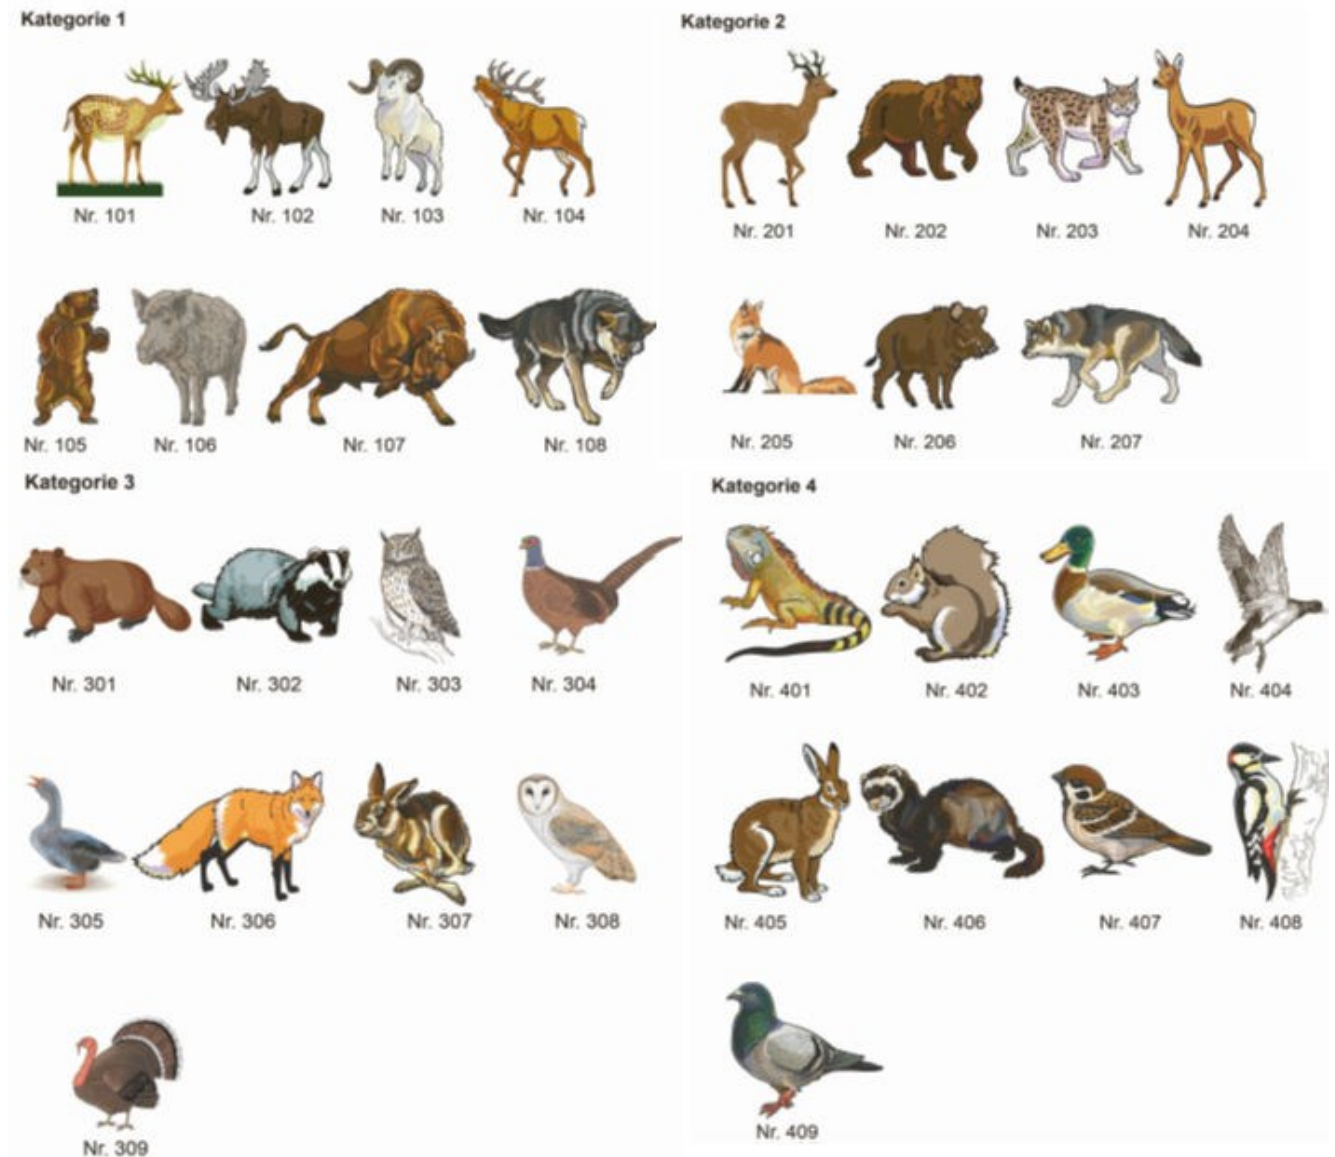 Kategorie 1
Nr. 101 Nr. 102 Nr. 103 Nr. 104
Nr. 105 Nr. 106 Nr. 107 Nr. 108
Kategorie 2
Nr. 201 Nr. 202 Nr. 203 Nr. 204
Nr. 205 Nr. 206 Nr. 207
Kategorie 3
Nr. 301 Nr. 302 Nr. 303 Nr. 304
Nr. 305 Nr. 306 Nr. 307 Nr. 308
Nr. 309
Kategorie 4
Nr. 401 Nr. 402 Nr. 403 Nr. 404
Nr. 405 Nr. 406 Nr. 407 Nr. 408
Nr. 409